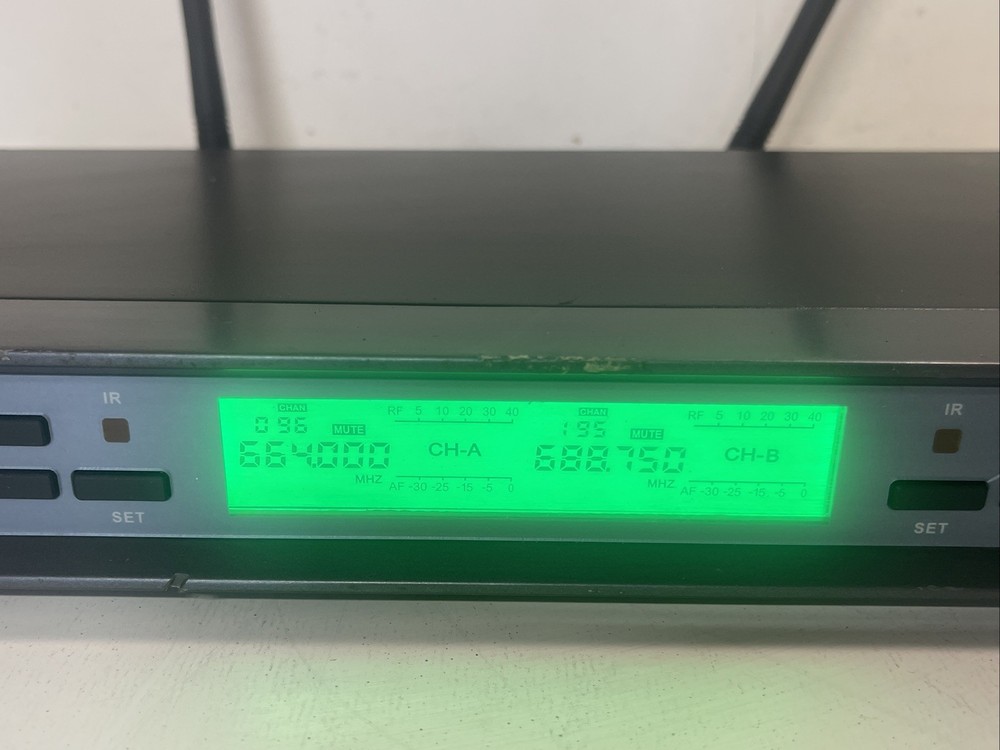 IR
SET
CHAN
096
MUTE
664.000
MHZ
RF 5 10 20 30 40
CH-A
AF -30 -25 -15 -5 0
CHAN
195
MUTE
688.750
MHZ
RF 5 10 20 30 40
CH-B
AF -30 -25 -15 -5 0
IR
SET